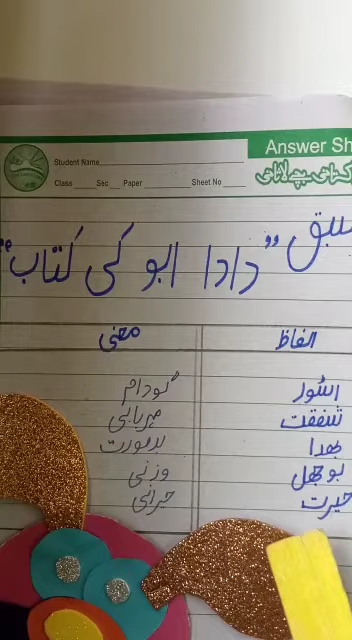 Answer Sh
Student Name
Class Sec Paper Sheet No
سبق "دادا ابو کی کتاب"
الفاظ معنی
اسٹور گودام
شفقت مہربانی
بھدا بدصورت
بوجھل وزنی
حیرت حیرانی